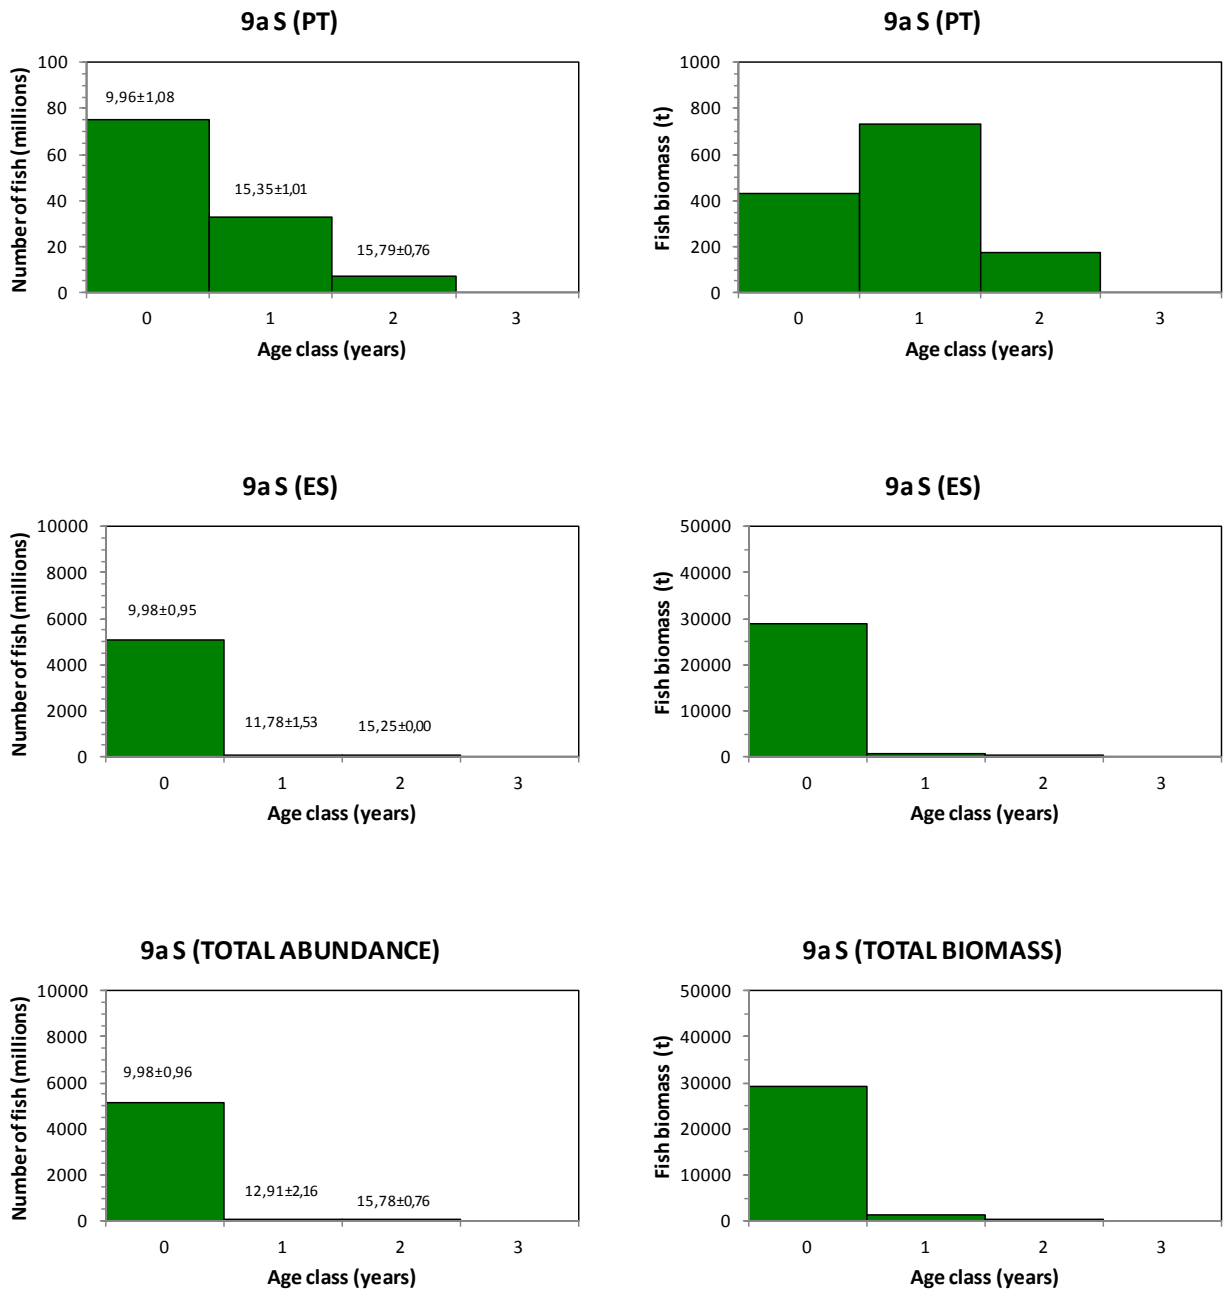 9a S (PT)
Number of fish (millions)
100
80
60
40
20
0
9,96±1,08
15,35±1,01
15,79±0,76
0 1 2 3
Age class (years)
9a S (PT)
Fish biomass (t)
1000
800
600
400
200
0
0 1 2 3
Age class (years)
9a S (ES)
Number of fish (millions)
10000
8000
6000
4000
2000
0
9,98±0,95
11,78±1,53
15,25±0,00
0 1 2 3
Age class (years)
9a S (ES)
Fish biomass (t)
50000
40000
30000
20000
10000
0
0 1 2 3
Age class (years)
9a S (TOTAL ABUNDANCE)
Number of fish (millions)
10000
8000
6000
4000
2000
0
9,98±0,96
12,91±2,16
15,78±0,76
0 1 2 3
Age class (years)
9a S (TOTAL BIOMASS)
Fish biomass (t)
50000
40000
30000
20000
10000
0
0 1 2 3
Age class (years)